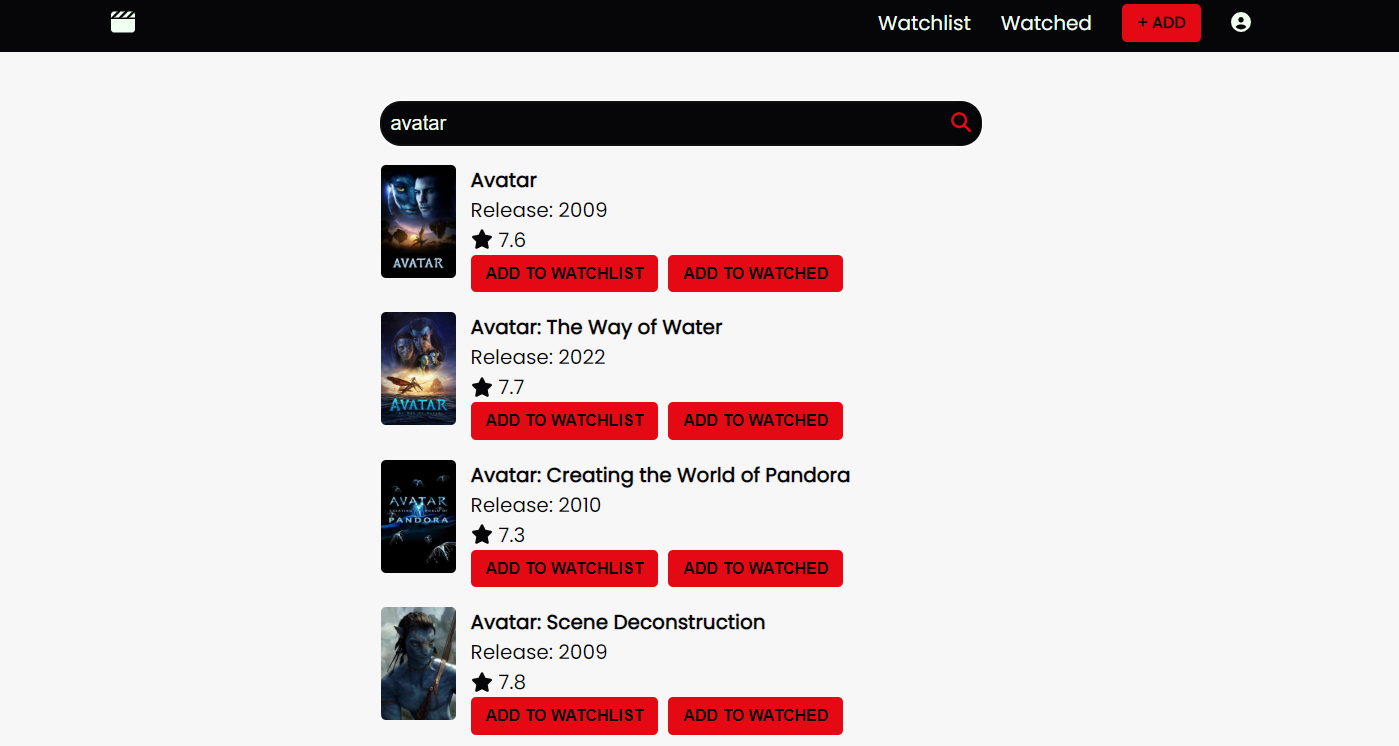 Watchlist Watched + ADD
avatar
AVATAR
Avatar
Release: 2009
7.6
ADD TO WATCHLIST ADD TO WATCHED
AVATAR
Avatar: The Way of Water
Release: 2022
7.7
ADD TO WATCHLIST ADD TO WATCHED
AVATAR
PANDORA
Avatar: Creating the World of Pandora
Release: 2010
7.3
ADD TO WATCHLIST ADD TO WATCHED
Avatar: Scene Deconstruction
Release: 2009
7.8
ADD TO WATCHLIST ADD TO WATCHED